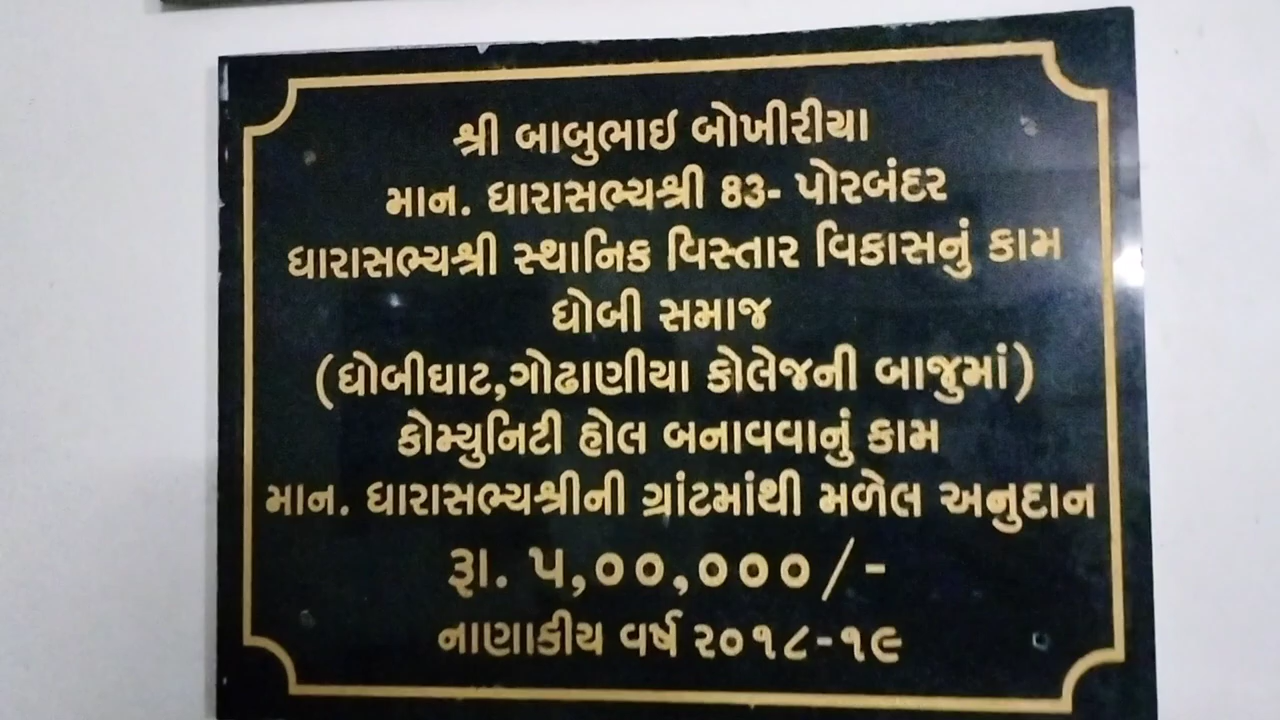 શ્રી બાબુભાઇ બોખીરીયા
માન. ધારાસભ્યશ્રી 83- પોરબંદર
ધારાસભ્યશ્રી સ્થાનિક વિસ્તાર વિકાસનું કામ
ધોબી સમાજ
(ધોબીઘાટ,ગોઢાણીયા કોલેજની બાજુમાં)
કોમ્યુનિટી હોલ બનાવવાનું કામ
માન. ધારાસભ્યશ્રીની ગ્રાંટમાંથી મળેલ અનુદાન
રૂા. ૫,૦૦,૦૦૦/-
નાણાકીય વર્ષ ૨૦૧૮-૧૯